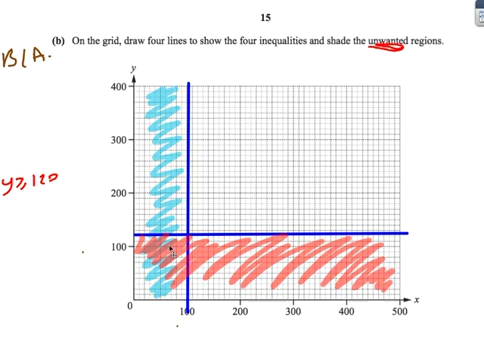 15
(b) On the grid, draw four lines to show the four inequalities and shade the unwanted regions.
B/A.
y
400
300
y≥120
200
100
0
100 200 300 400 500 x